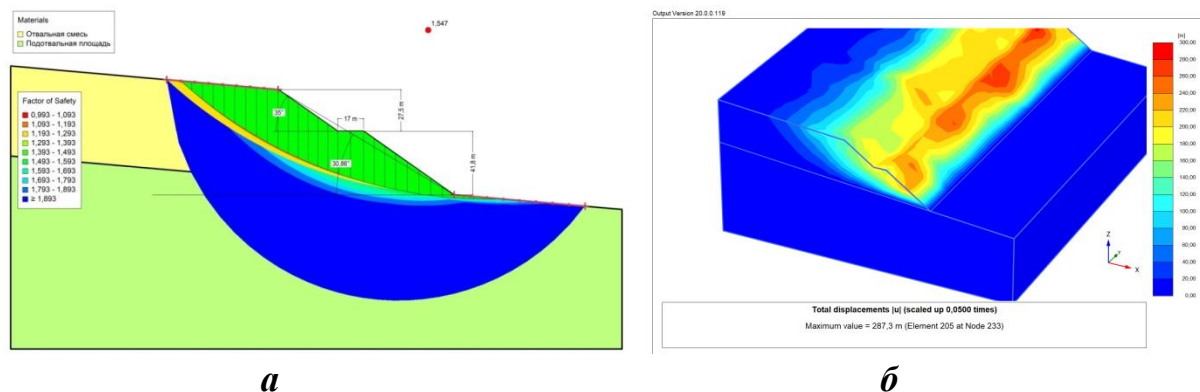 Materials
Отвальная смесь
Подотвальная площадь
1,547
Factor of Safety
0,993 - 1,093
1,093 - 1,193
1,193 - 1,293
1,293 - 1,393
1,393 - 1,493
1,493 - 1,593
1,593 - 1,693
1,693 - 1,793
1,793 - 1,893
≥ 1,893
35°
17 m
27,5 m
30,86°
41,8 m
а
Output Version 20.0.0.119
[m]
300,00
280,00
260,00
240,00
220,00
200,00
180,00
160,00
140,00
120,00
100,00
80,00
60,00
40,00
20,00
0,00
Z
Y
X
Total displacements |u| (scaled up 0,0500 times)
Maximum value = 287,3 m (Element 205 at Node 233)
б